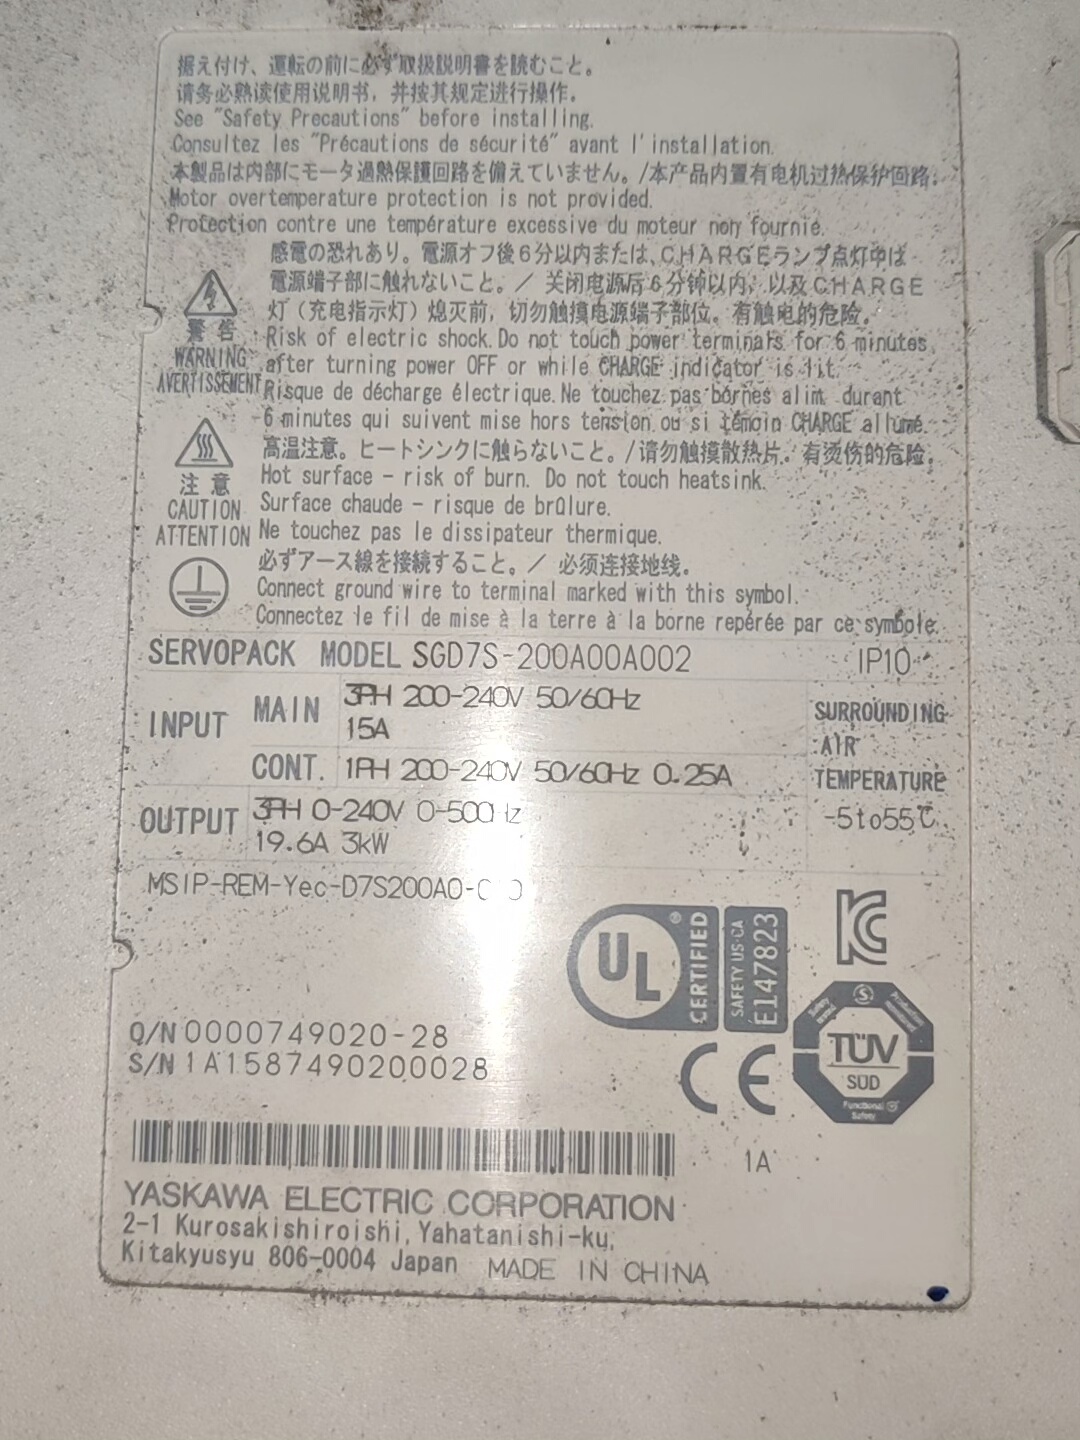 据え付け、運転の前に必ず取扱説明書を読むこと。
请务必熟读使用说明书，并按其规定进行操作。
See "Safety Precautions" before installing.
Consultez les "Précautions de sécurité" avant l'installation.
本製品は内部にモータ過熱保護回路を備えていません。/本产品内置有电机过热保护回路.
Motor overtemperature protection is not provided.
Protection contre une température excessive du moteur non fournie.
感電の恐れあり。電源オフ後6分以内または、CHARGEランプ点灯中は
電源端子部に触れないこと。／ 关闭电源后6分钟以内，以及CHARGE
灯（充电指示灯）熄灭前，切勿触摸电源端子部位。有触电的危险。
警 告
WARNING
AVERTISSEMENT
Risk of electric shock. Do not touch power terminals for 6 minutes
after turning power OFF or while CHARGE indicator is lit.
Risque de décharge électrique. Ne touchez pas bornes alim. durant
6 minutes qui suivent mise hors tension ou si témoin CHARGE allumé.
高温注意。ヒートシンクに触らないこと。/请勿触摸散热片。有烫伤的危险。
注 意
CAUTION
ATTENTION
Hot surface - risk of burn. Do not touch heatsink.
Surface chaude - risque de brûlure.
Ne touchez pas le dissipateur thermique.
必ずアース線を接続すること。／ 必须连接地线。
Connect ground wire to terminal marked with this symbol.
Connectez le fil de mise à la terre à la borne repérée par ce symbole.
SERVOPACK MODEL SGD7S-200A00A002 IP10
INPUT MAIN 3PH 200-240V 50/60Hz
15A
CONT. 1PH 200-240V 50/60Hz 0.25A
SURROUNDING
AIR
TEMPERATURE
-5to55℃
OUTPUT 3PH 0-240V 0-500Hz
19.6A 3kW
MSIP-REM-Yec-D7S200A0-
UL ® CERTIFIED
SAFETY US·CA
E147823
KC
TÜV
SÜD
Functional
Safety
CE
Q/N 0000749020-28
S/N 1A1587490200028
1A
YASKAWA ELECTRIC CORPORATION
2-1 Kurosakishiroishi, Yahatanishi-ku,
Kitakyusyu 806-0004 Japan MADE IN CHINA